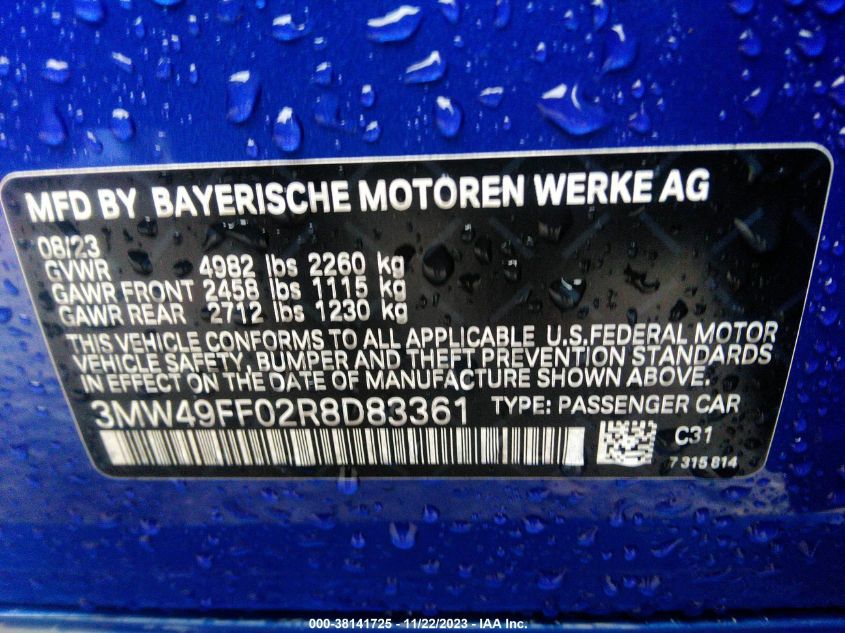 MFD BY BAYERISCHE MOTOREN WERKE AG
08/23
GVWR 4982 lbs 2260 kg
GAWR FRONT 2458 lbs 1115 kg
GAWR REAR 2712 lbs 1230 kg
THIS VEHICLE CONFORMS TO ALL APPLICABLE U.S.FEDERAL MOTOR
VEHICLE SAFETY, BUMPER AND THEFT PREVENTION STANDARDS
IN EFFECT ON THE DATE OF MANUFACTURE SHOWN ABOVE.
3MW49FF02R8D83361 TYPE: PASSENGER CAR
C31
7 315 814
000-38141725 - 11/22/2023 - IAA Inc.